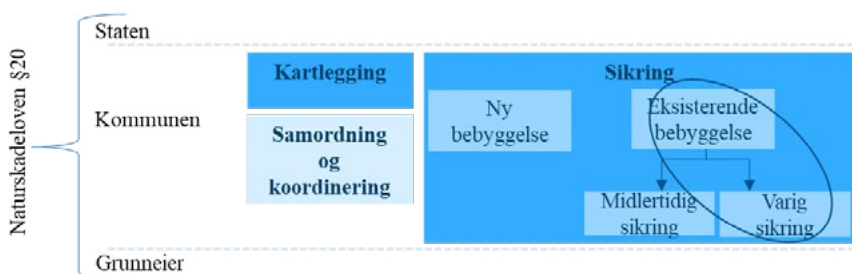 Naturskadeloven §20
Staten
Kommunen
Grunneier
Kartlegging
Samordning
og
koordinering
Sikring
Ny
bebyggelse
Eksisterende
bebyggelse
Midlertidig
sikring
Varig
sikring